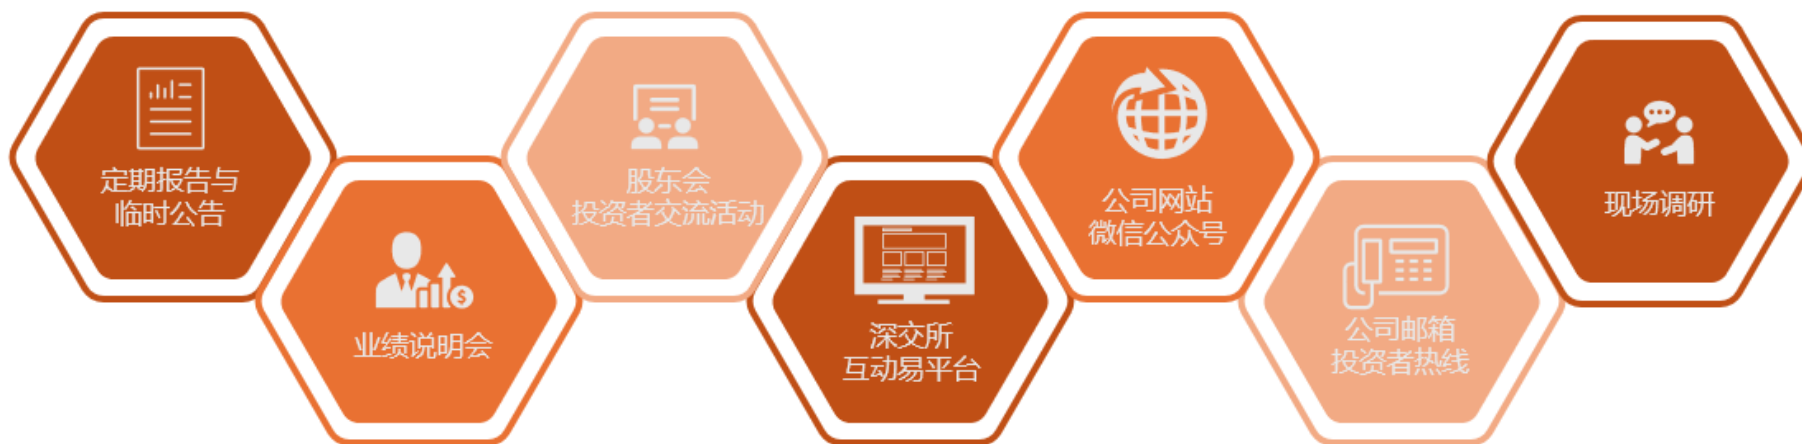 定期报告与
临时公告
业绩说明会
股东会
投资者交流活动
深交所
互动易平台
公司网站
微信公众号
公司邮箱
投资者热线
现场调研